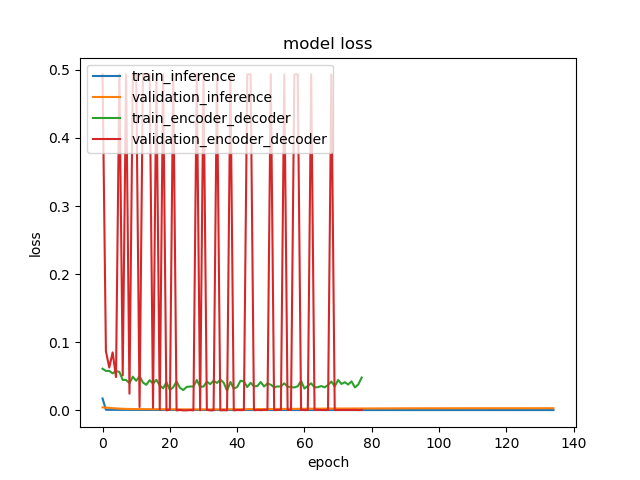 model loss
train_inference
validation_inference
train_encoder_decoder
validation_encoder_decoder
0.5
0.4
0.3
0.2
0.1
0.0
loss
0 20 40 60 80 100 120 140
epoch